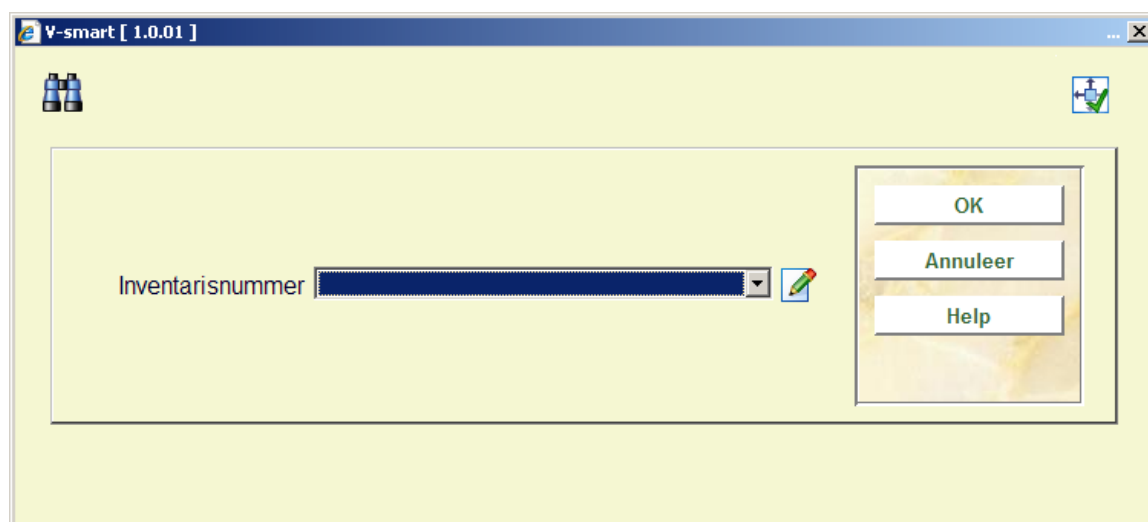 V-smart [ 1.0.01 ]
...
OK
Annuleer
Inventarisnummer
Help